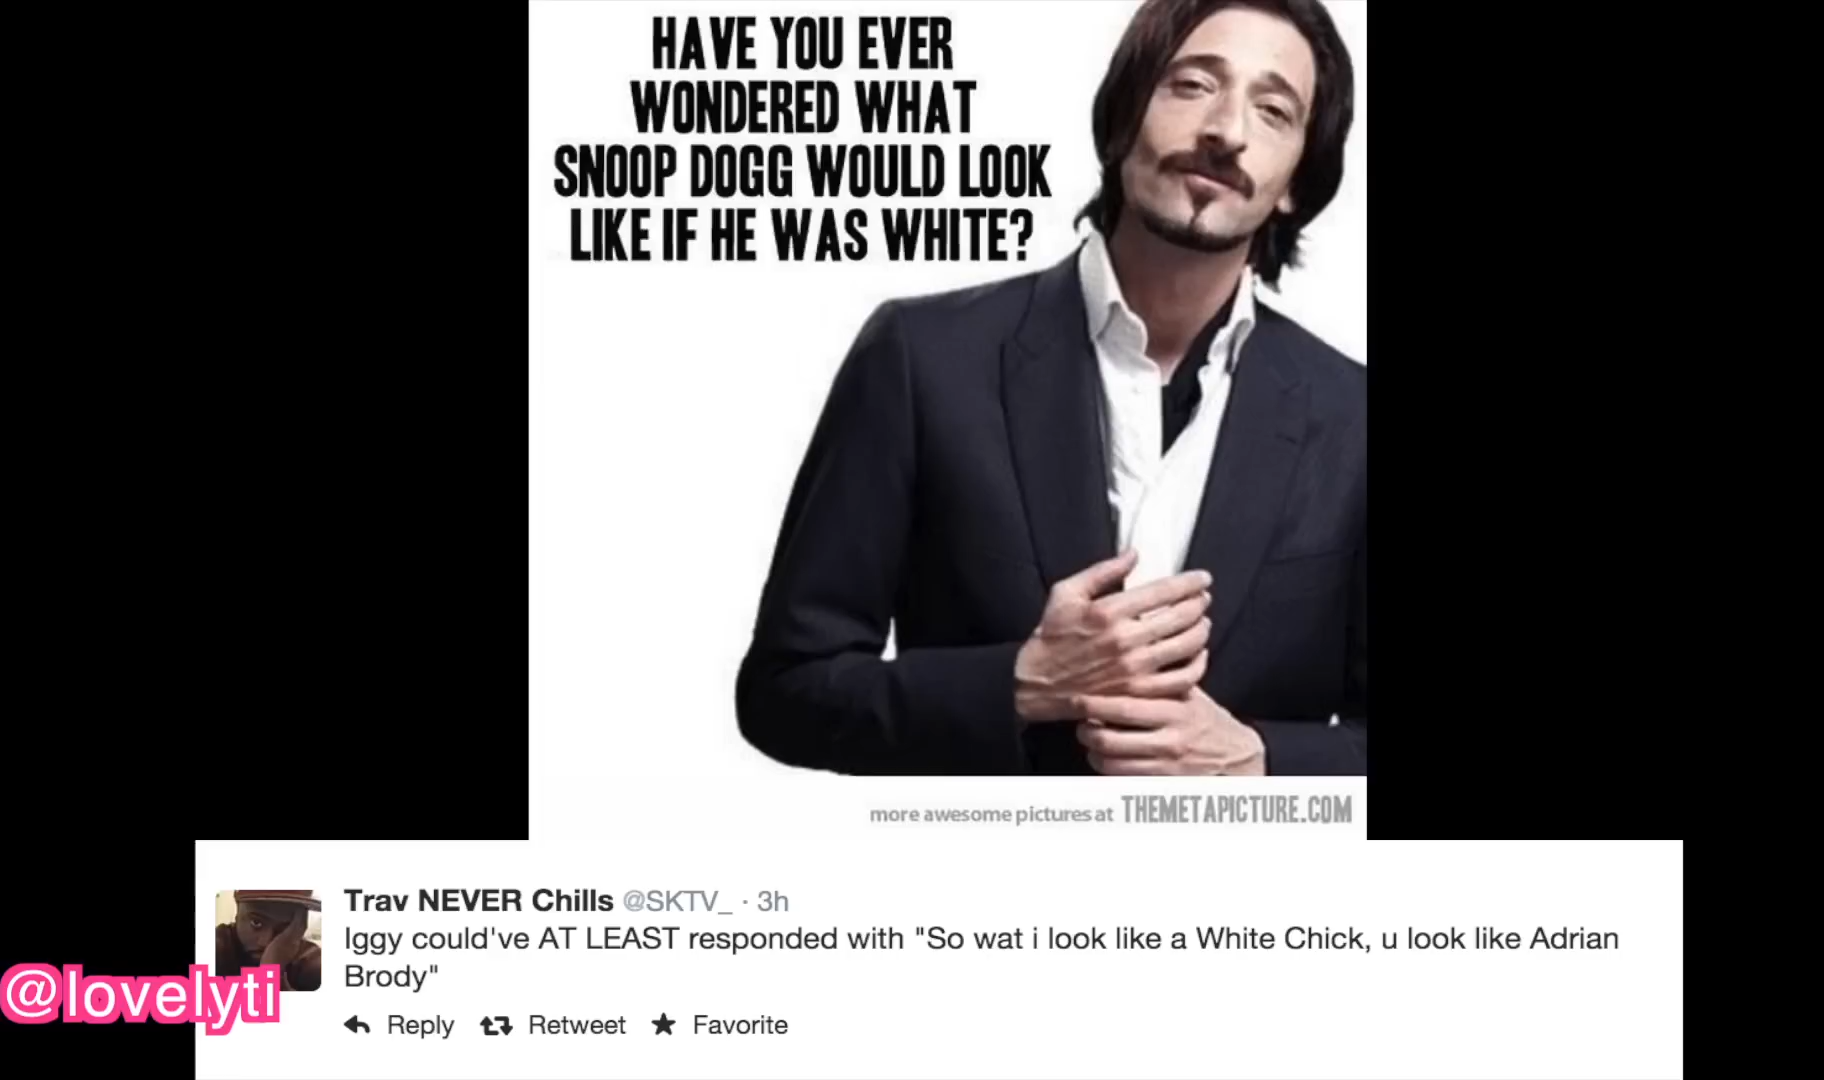 HAVE YOU EVER
WONDERED WHAT
SNOOP DOGG WOULD LOOK
LIKE IF HE WAS WHITE?
more awesome pictures at THEMETAPICTURE.COM
Trav NEVER Chills @SKTV_ · 3h
Iggy could've AT LEAST responded with "So wat i look like a White Chick, u look like Adrian
Brody"
@lovelyti
Reply Retweet Favorite